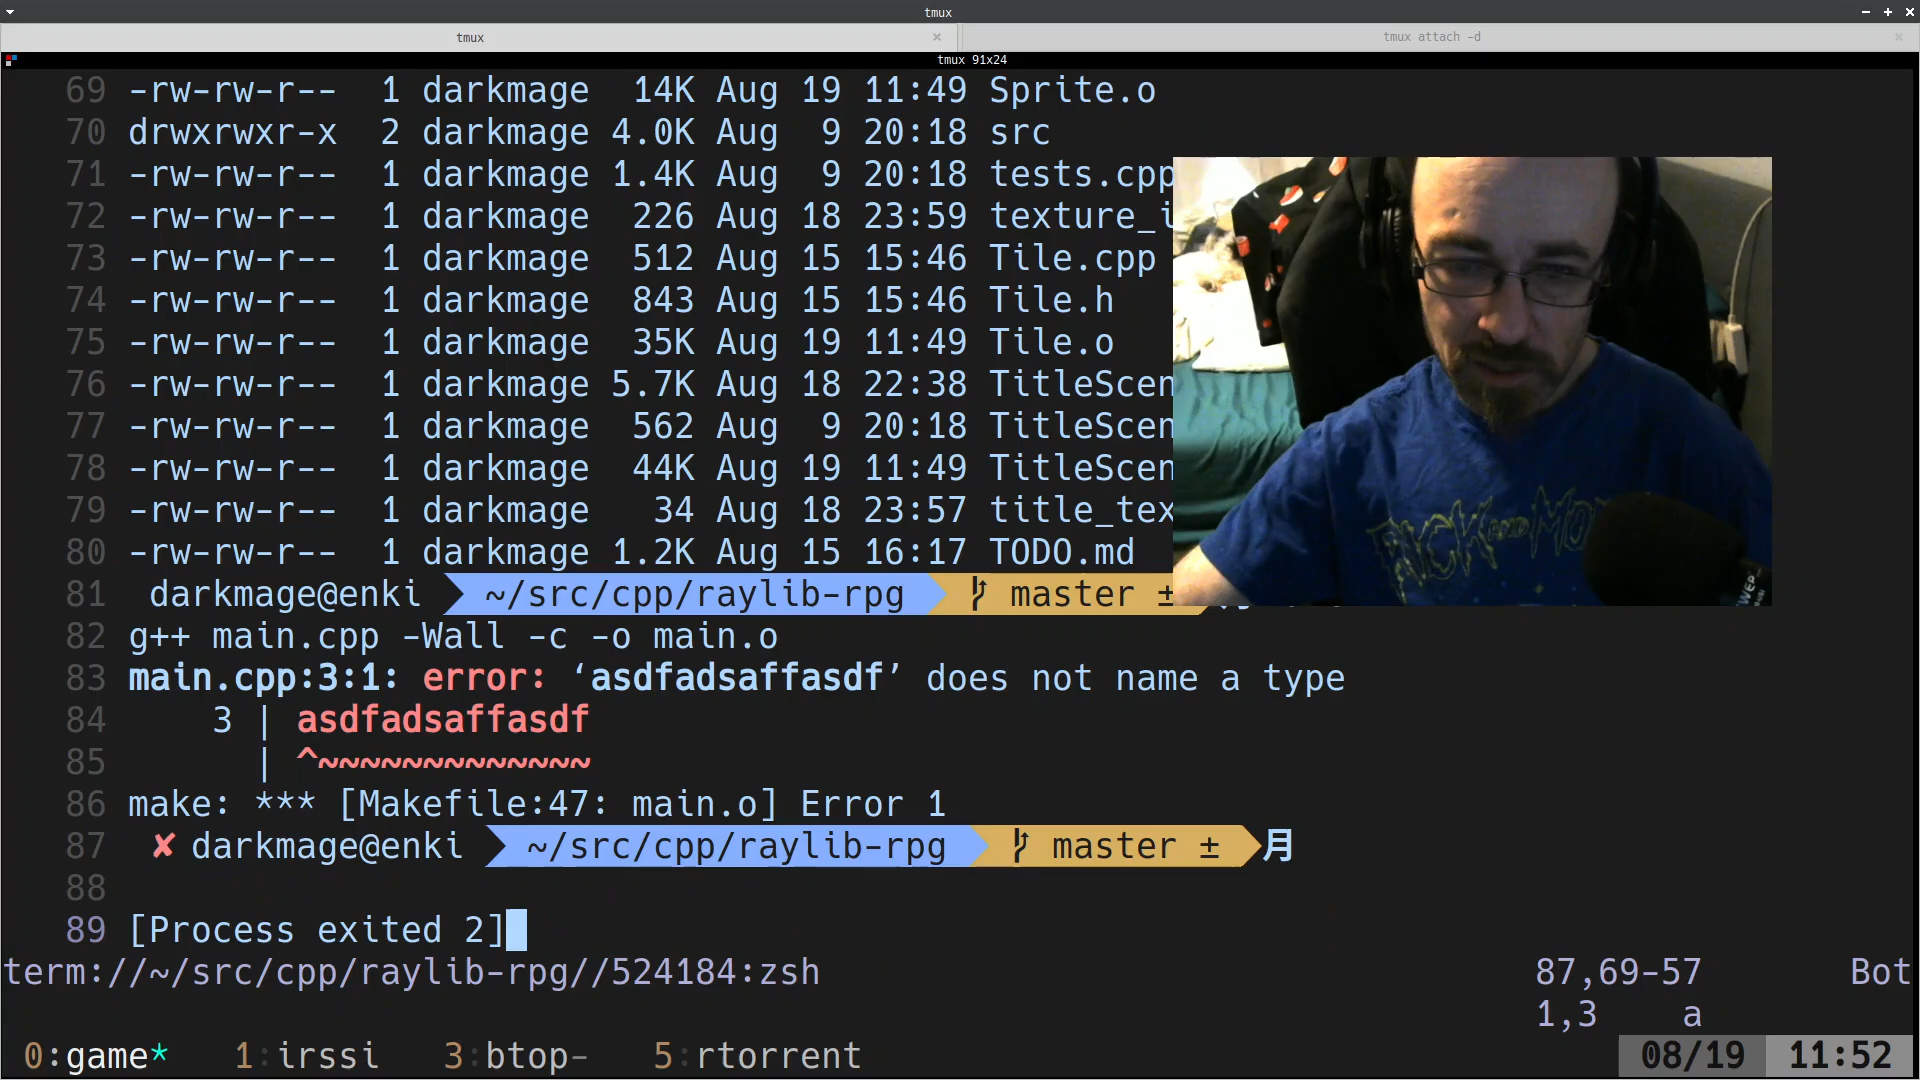 tmux
tmux
tmux attach -d
tmux 91x24
69 -rw-rw-r-- 1 darkmage 14K Aug 19 11:49 Sprite.o
70 drwxrwxr-x 2 darkmage 4.0K Aug 9 20:18 src
71 -rw-rw-r-- 1 darkmage 1.4K Aug 9 20:18 tests.cpp
72 -rw-rw-r-- 1 darkmage 226 Aug 18 23:59 texture_i
73 -rw-rw-r-- 1 darkmage 512 Aug 15 15:46 Tile.cpp
74 -rw-rw-r-- 1 darkmage 843 Aug 15 15:46 Tile.h
75 -rw-rw-r-- 1 darkmage 35K Aug 19 11:49 Tile.o
76 -rw-rw-r-- 1 darkmage 5.7K Aug 18 22:38 TitleScen
77 -rw-rw-r-- 1 darkmage 562 Aug 9 20:18 TitleScen
78 -rw-rw-r-- 1 darkmage 44K Aug 19 11:49 TitleScen
79 -rw-rw-r-- 1 darkmage 34 Aug 18 23:57 title_tex
80 -rw-rw-r-- 1 darkmage 1.2K Aug 15 16:17 TODO.md
RICK AND MO
81 darkmage@enki ~/src/cpp/raylib-rpg master ±
82 g++ main.cpp -Wall -c -o main.o
83 main.cpp:3:1: error: ‘asdfadsaffasdf’ does not name a type
84 3 | asdfadsaffasdf
85 | ^~~~~~~~~~~~~~
86 make: *** [Makefile:47: main.o] Error 1
87 ✘ darkmage@enki ~/src/cpp/raylib-rpg master ± 月
88
89 [Process exited 2]
term://~/src/cpp/raylib-rpg//524184:zsh 87,69-57 Bot
1,3 a
0:game* 1:irssi 3:btop- 5:rtorrent 08/19 11:52